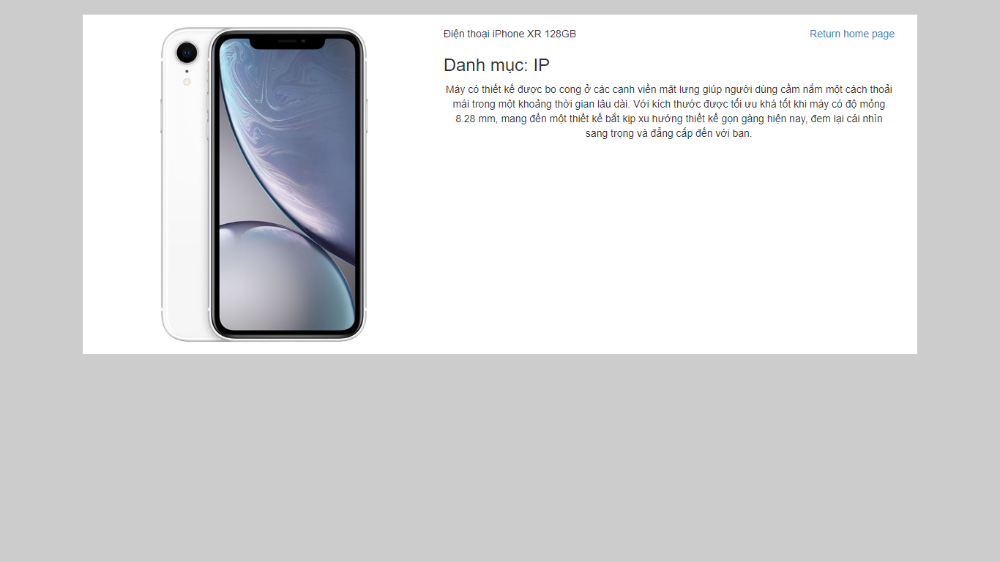 Điện thoại iPhone XR 128GB
Return home page
Danh mục: IP
Máy có thiết kế được bo cong ở các cạnh viền mặt lưng giúp người dùng cầm nắm một cách thoải
mái trong một khoảng thời gian lâu dài. Với kích thước được tối ưu khá tốt khi máy có độ mỏng
8.28 mm, mang đến một thiết kế bắt kịp xu hướng thiết kế gọn gàng hiện nay, đem lại cái nhìn
sang trọng và đẳng cấp đến với bạn.